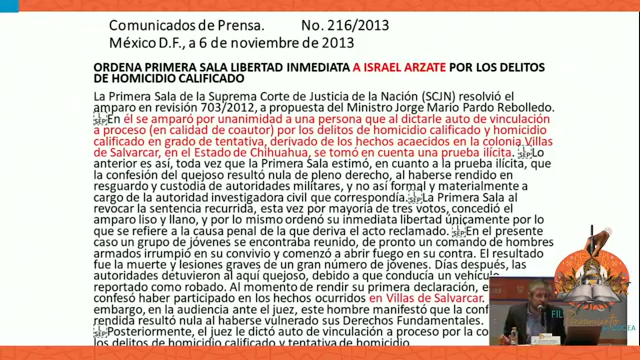 Comunicados de Prensa. No. 216/2013
México D.F., a 6 de noviembre de 2013
ORDENA PRIMERA SALA LIBERTAD INMEDIATA A ISRAEL ARZATE POR LOS DELITOS
DE HOMICIDIO CALIFICADO
La Primera Sala de la Suprema Corte de Justicia de la Nación (SCJN) resolvió el
amparo en revisión 703/2012, a propuesta del Ministro Jorge Mario Pardo Rebolledo.
En él se amparó por unanimidad a una persona que al dictarle auto de vinculación
a proceso (en calidad de coautor) por los delitos de homicidio calificado y homicidio
calificado en grado de tentativa, derivado de los hechos acaecidos en la colonia Villas
de Salvarcar, en el Estado de Chihuahua, se tomó en cuenta una prueba ilícita. Lo
anterior es así, toda vez que la Primera Sala estimó, en cuanto a la prueba ilícita, que
la confesión del quejoso resultó nula de pleno derecho, al haberse rendido en
resguardo y custodia de autoridades militares, y no así formal y materialmente a
cargo de la autoridad investigadora civil que correspondía. La Primera Sala al
revocar la sentencia recurrida, esta vez por mayoría de tres votos, concedió el
amparo liso y llano, y por lo mismo ordenó su inmediata libertad únicamente por lo
que se refiere a la causa penal de la que deriva el acto reclamado. En el presente
caso un grupo de jóvenes se encontraba reunido, de pronto un comando de hombres
armados irrumpió en su convivio y comenzó a abrir fuego en su contra. El resultado
fue la muerte y lesiones graves de un gran número de jóvenes. Días después, las
autoridades detuvieron al aquí quejoso, debido a que conducía un vehículo
reportado como robado. Al momento de rendir su primera declaración, e
confesó haber participado en los hechos ocurridos en Villas de Salvarcar.
embargo, en la audiencia ante el juez, este hombre manifestó que la conf
rendida resultó nula al haberse vulnerado sus Derechos Fundamentales.
Posteriormente, el juez le dictó auto de vinculación a proceso por la co
los delitos de homicidio calificado y tentativa de homicidio